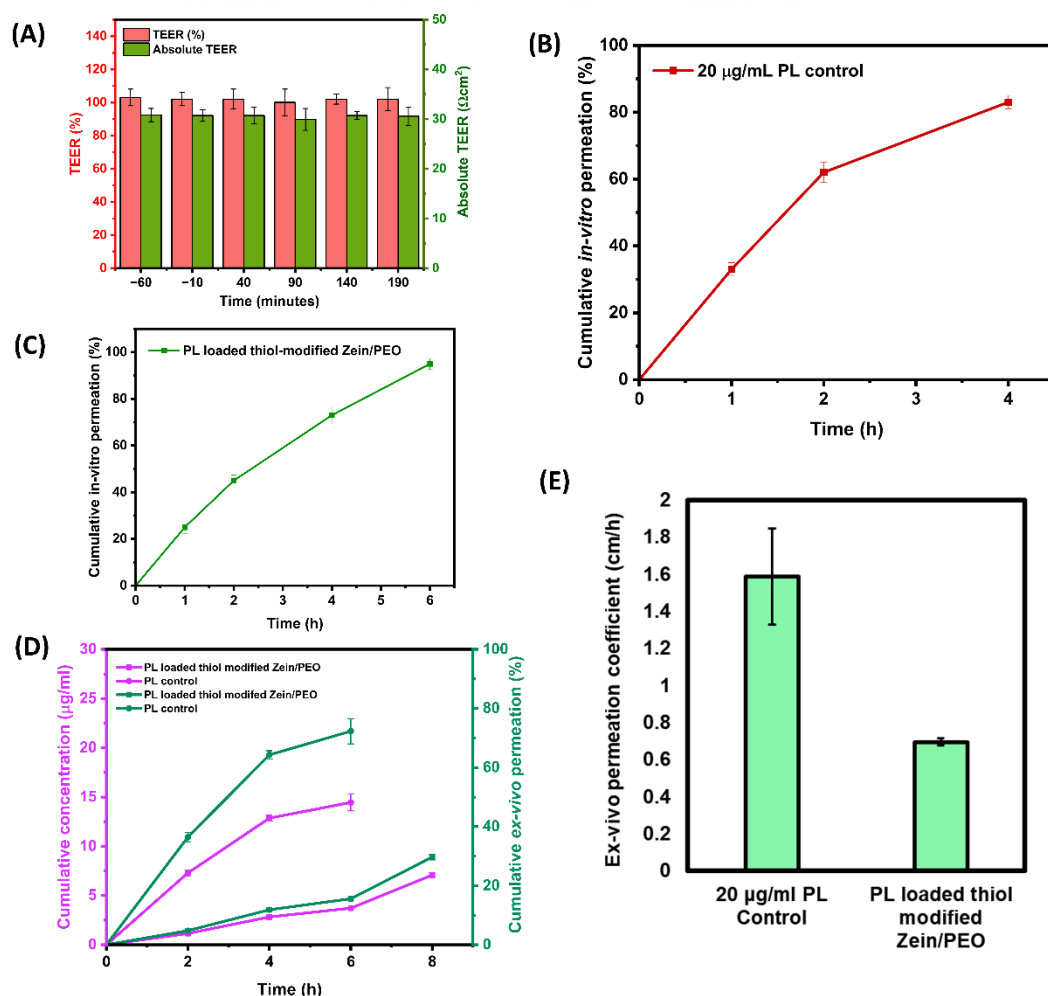 (A)
TEER (%)
Absolute TEER
140
120
100
80
60
40
20
0
TEER (%)
50
40
30
20
10
0
Absolute TEER (Ωcm²)
−60 −10 40 90 140 190
Time (minutes)
(B)
20 µg/mL PL control
100
80
60
40
20
0
Cumulative in-vitro permeation (%)
0 1 2 3 4
Time (h)
(C)
PL loaded thiol-modified Zein/PEO
100
80
60
40
20
0
Cumulative in-vitro permeation (%)
0 1 2 3 4 5 6
Time (h)
(D)
PL loaded thiol modified Zein/PEO
PL control
PL loaded thiol modifed Zein/PEO
PL control
30
25
20
15
10
5
0
Cumulative concentration (µg/ml)
100
80
60
40
20
0
Cumulative ex-vivo permeation (%)
0 2 4 6 8
Time (h)
(E)
2
1.8
1.6
1.4
1.2
1
0.8
0.6
0.4
0.2
0
Ex-vivo permeation coefficient (cm/h)
20 µg/ml PL
Control
PL loaded thiol
modified
Zein/PEO